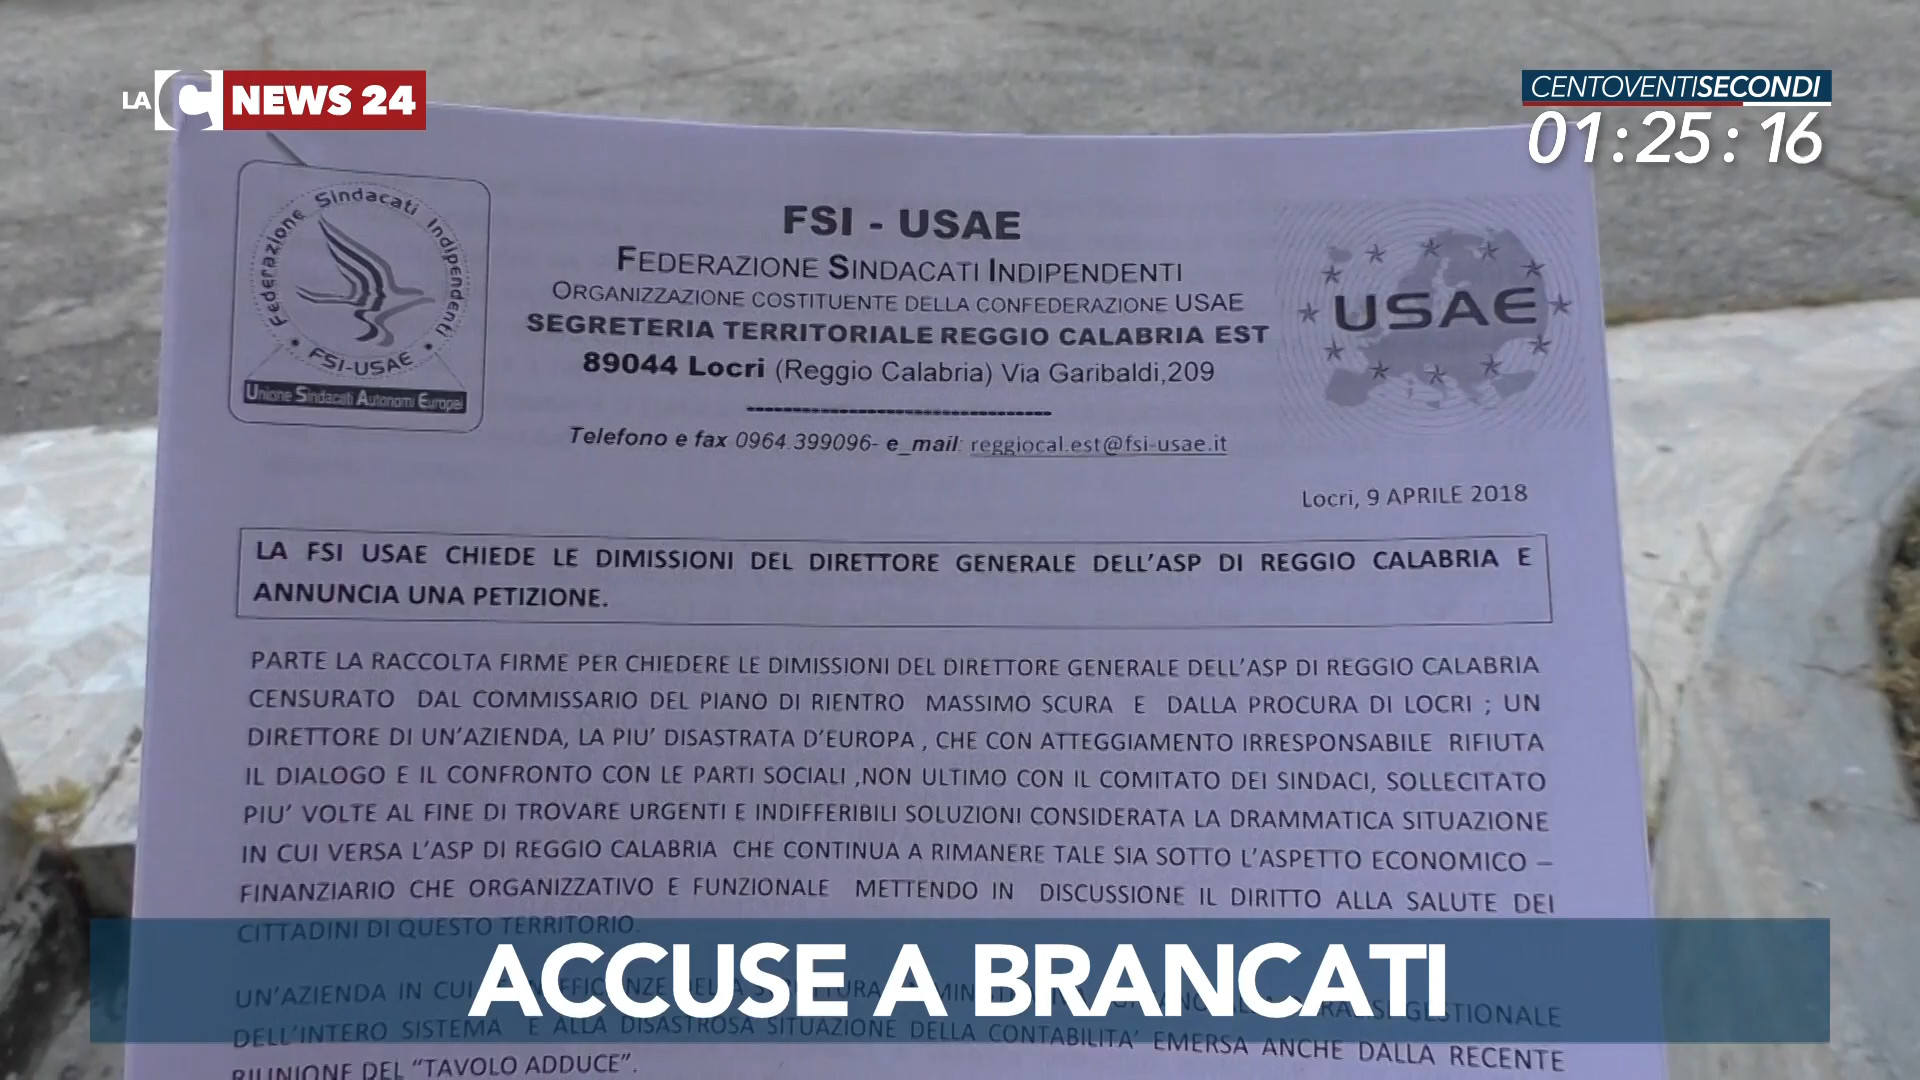 LA C NEWS 24
CENTOVENTISECONDI
01:25:16
Federazione Sindacati Indipendenti
• FSI-USAE •
Unione Sindacati Autonomi Europei
FSI - USAE
FEDERAZIONE SINDACATI INDIPENDENTI
ORGANIZZAZIONE COSTITUENTE DELLA CONFEDERAZIONE USAE
SEGRETERIA TERRITORIALE REGGIO CALABRIA EST
89044 Locri (Reggio Calabria) Via Garibaldi,209
USAE
Telefono e fax 0964.399096- e_mail: reggiocal.est@fsi-usae.it
Locri, 9 APRILE 2018
LA FSI USAE CHIEDE LE DIMISSIONI DEL DIRETTORE GENERALE DELL'ASP DI REGGIO CALABRIA E
ANNUNCIA UNA PETIZIONE.
PARTE LA RACCOLTA FIRME PER CHIEDERE LE DIMISSIONI DEL DIRETTORE GENERALE DELL'ASP DI REGGIO CALABRIA
CENSURATO DAL COMMISSARIO DEL PIANO DI RIENTRO MASSIMO SCURA E DALLA PROCURA DI LOCRI ; UN
DIRETTORE DI UN'AZIENDA, LA PIU' DISASTRATA D'EUROPA , CHE CON ATTEGGIAMENTO IRRESPONSABILE RIFIUTA
IL DIALOGO E IL CONFRONTO CON LE PARTI SOCIALI ,NON ULTIMO CON IL COMITATO DEI SINDACI, SOLLECITATO
PIU' VOLTE AL FINE DI TROVARE URGENTI E INDIFFERIBILI SOLUZIONI CONSIDERATA LA DRAMMATICA SITUAZIONE
IN CUI VERSA L'ASP DI REGGIO CALABRIA CHE CONTINUA A RIMANERE TALE SIA SOTTO L'ASPETTO ECONOMICO –
FINANZIARIO CHE ORGANIZZATIVO E FUNZIONALE METTENDO IN DISCUSSIONE IL DIRITTO ALLA SALUTE DEI
CITTADINI DI QUESTO TERRITORIO.
UN'AZIENDA IN CUI GESTIONALE
DELL'INTERO SISTEMA E ALLA DISASTROSA SITUAZIONE DELLA CONTABILITA' EMERSA ANCHE DALLA RECENTE
RIUNIONE DEL "TAVOLO ADDUCE".
ACCUSE A BRANCATI